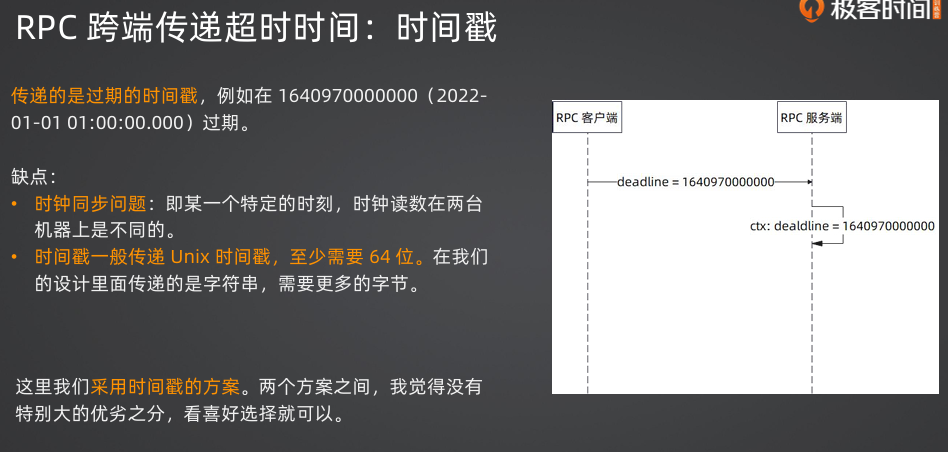 RPC 跨端传递超时时间：时间戳
极客时间
传递的是过期的时间戳，例如在 1640970000000（2022-
01-01 01:00:00.000）过期。
缺点：
• 时钟同步问题：即某一个特定的时刻，时钟读数在两台
机器上是不同的。
• 时间戳一般传递 Unix 时间戳，至少需要 64 位。在我们
的设计里面传递的是字符串，需要更多的字节。
这里我们采用时间戳的方案。两个方案之间，我觉得没有
特别大的优劣之分，看喜好选择就可以。
RPC 客户端
RPC 服务端
deadline = 1640970000000
ctx: dealdline = 1640970000000